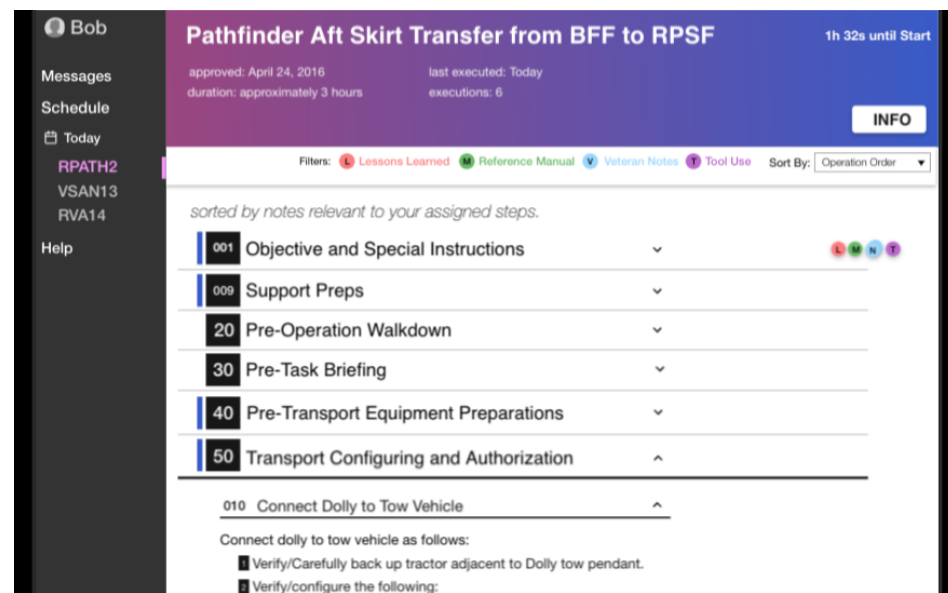 Bob
Messages
Schedule
Today
RPATH2
VSAN13
RVA14
Help
Pathfinder Aft Skirt Transfer from BFF to RPSF
1h 32s until Start
approved: April 24, 2016 last executed: Today
duration: approximately 3 hours executions: 6
INFO
Filters: L Lessons Learned M Reference Manual V Veteran Notes T Tool Use Sort By: Operation Order
sorted by notes relevant to your assigned steps.
001 Objective and Special Instructions L M N T
009 Support Preps
20 Pre-Operation Walkdown
30 Pre-Task Briefing
40 Pre-Transport Equipment Preparations
50 Transport Configuring and Authorization
010 Connect Dolly to Tow Vehicle
Connect dolly to tow vehicle as follows:
1 Verify/Carefully back up tractor adjacent to Dolly tow pendant.
2 Verify/configure the following: